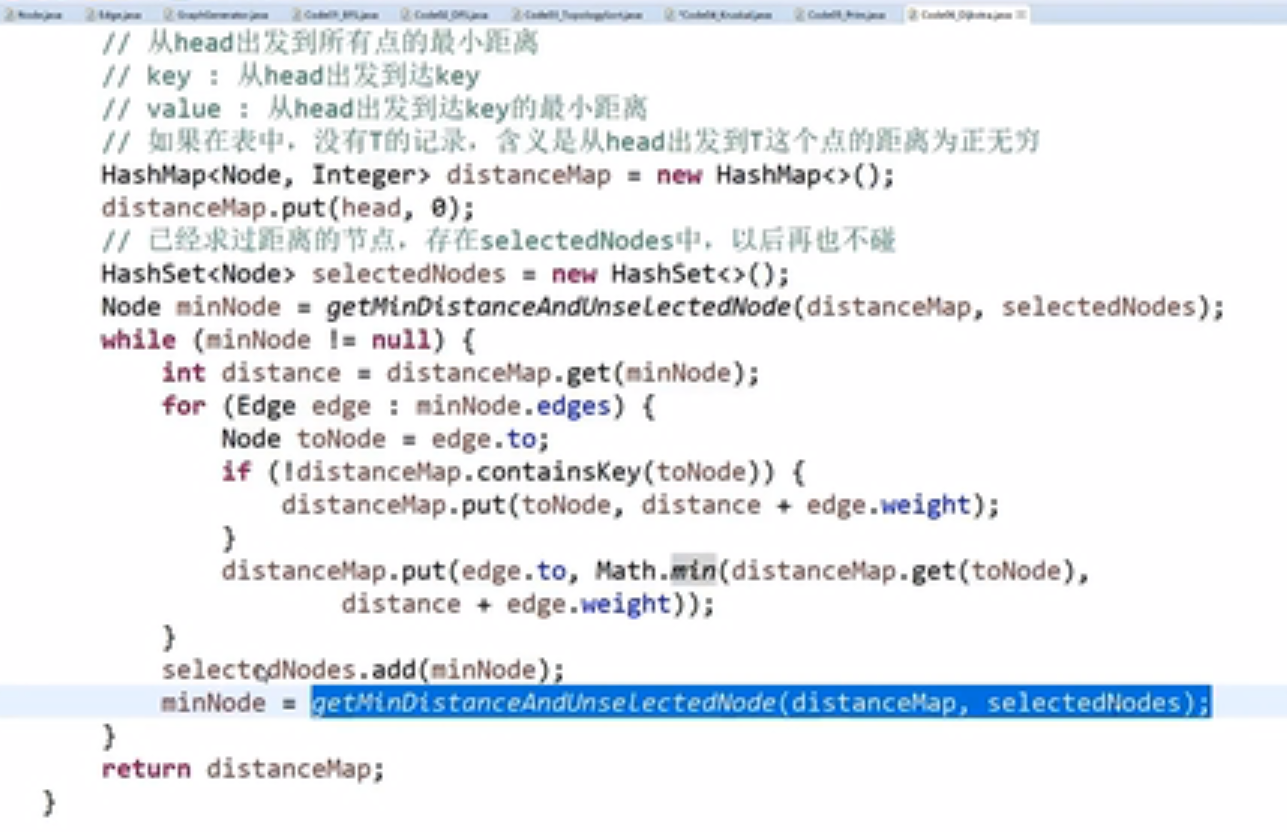 Node.java Edge.java GraphGenerator.java Code01_BFS.java Code02_DFS.java Code03_TopologySort.java *Code04_Kruskal.java Code05_Prim.java Code06_Dijkstra.java
// 从head出发到所有点的最小距离
// key : 从head出发到达key
// value : 从head出发到达key的最小距离
// 如果在表中，没有T的记录，含义是从head出发到T这个点的距离为正无穷
HashMap<Node, Integer> distanceMap = new HashMap<>();
distanceMap.put(head, 0);
// 已经求过距离的节点，存在selectedNodes中，以后再也不碰
HashSet<Node> selectedNodes = new HashSet<>();
Node minNode = getMinDistanceAndUnselectedNode(distanceMap, selectedNodes);
while (minNode != null) {
int distance = distanceMap.get(minNode);
for (Edge edge : minNode.edges) {
Node toNode = edge.to;
if (!distanceMap.containsKey(toNode)) {
distanceMap.put(toNode, distance + edge.weight);
}
distanceMap.put(edge.to, Math.min(distanceMap.get(toNode),
distance + edge.weight));
}
selectedNodes.add(minNode);
minNode = getMinDistanceAndUnselectedNode(distanceMap, selectedNodes);
}
return distanceMap;
}